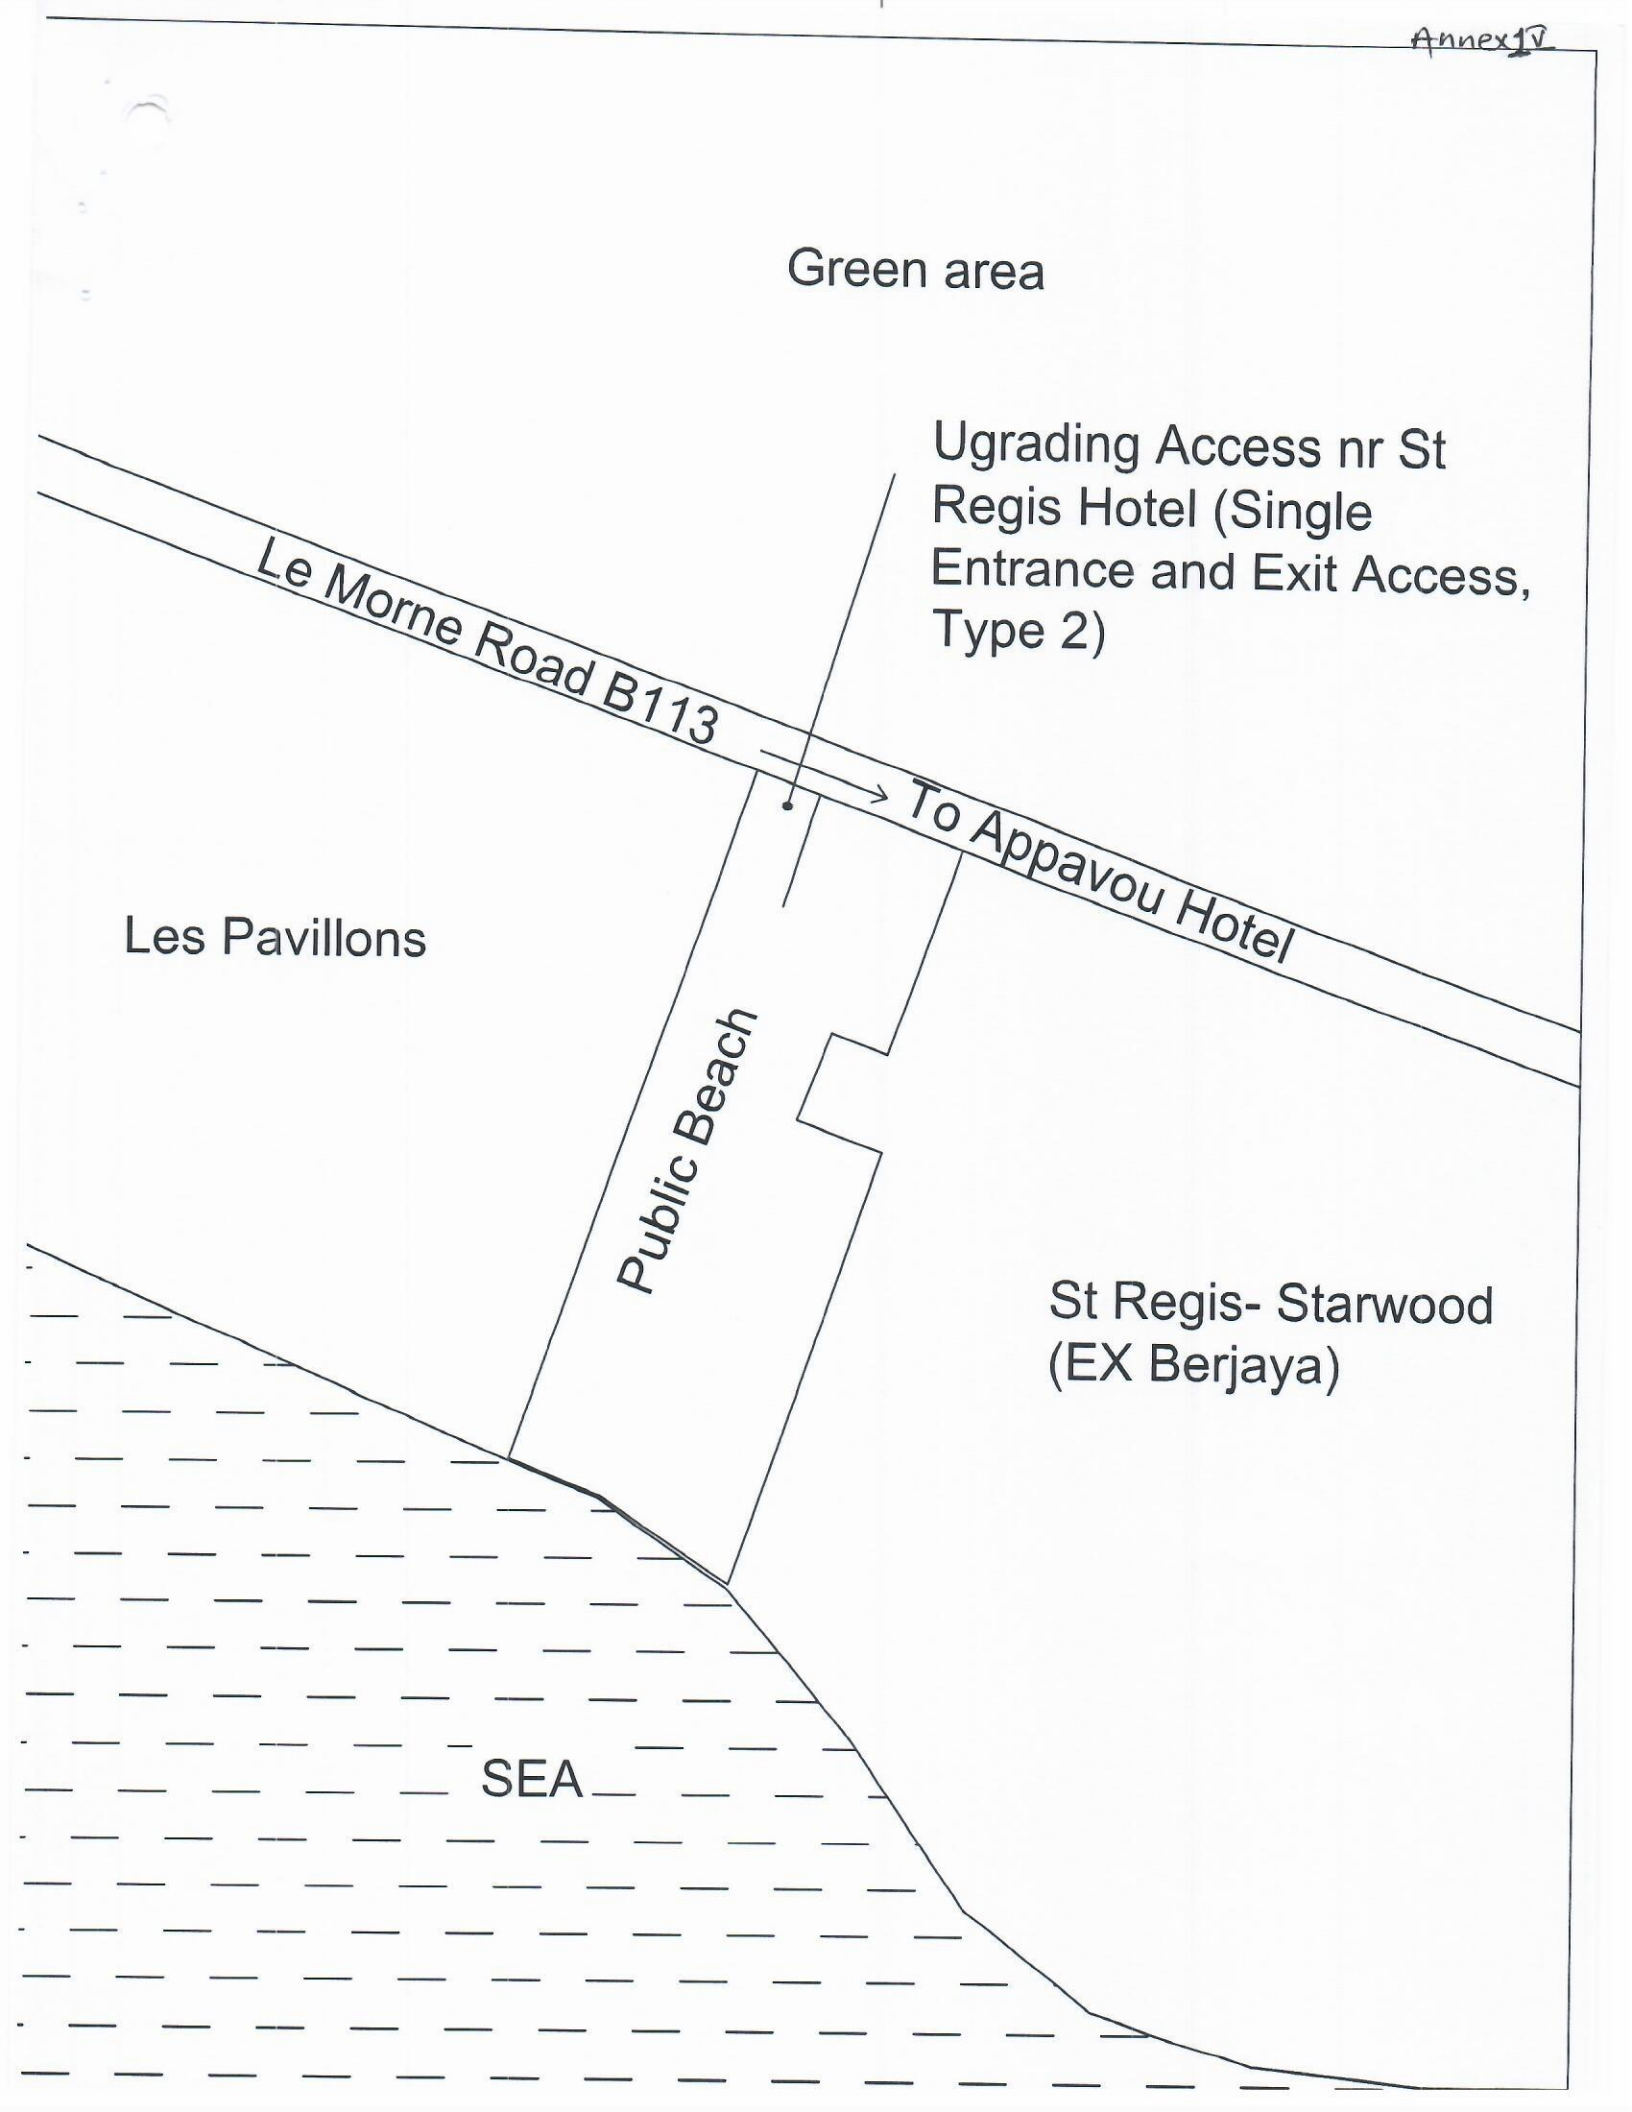 Annex IV
Green area
Ugrading Access nr St
Regis Hotel (Single
Entrance and Exit Access,
Type 2)
Le Morne Road B113
To Appavou Hotel
Les Pavillons
Public Beach
St Regis- Starwood
(EX Berjaya)
SEA